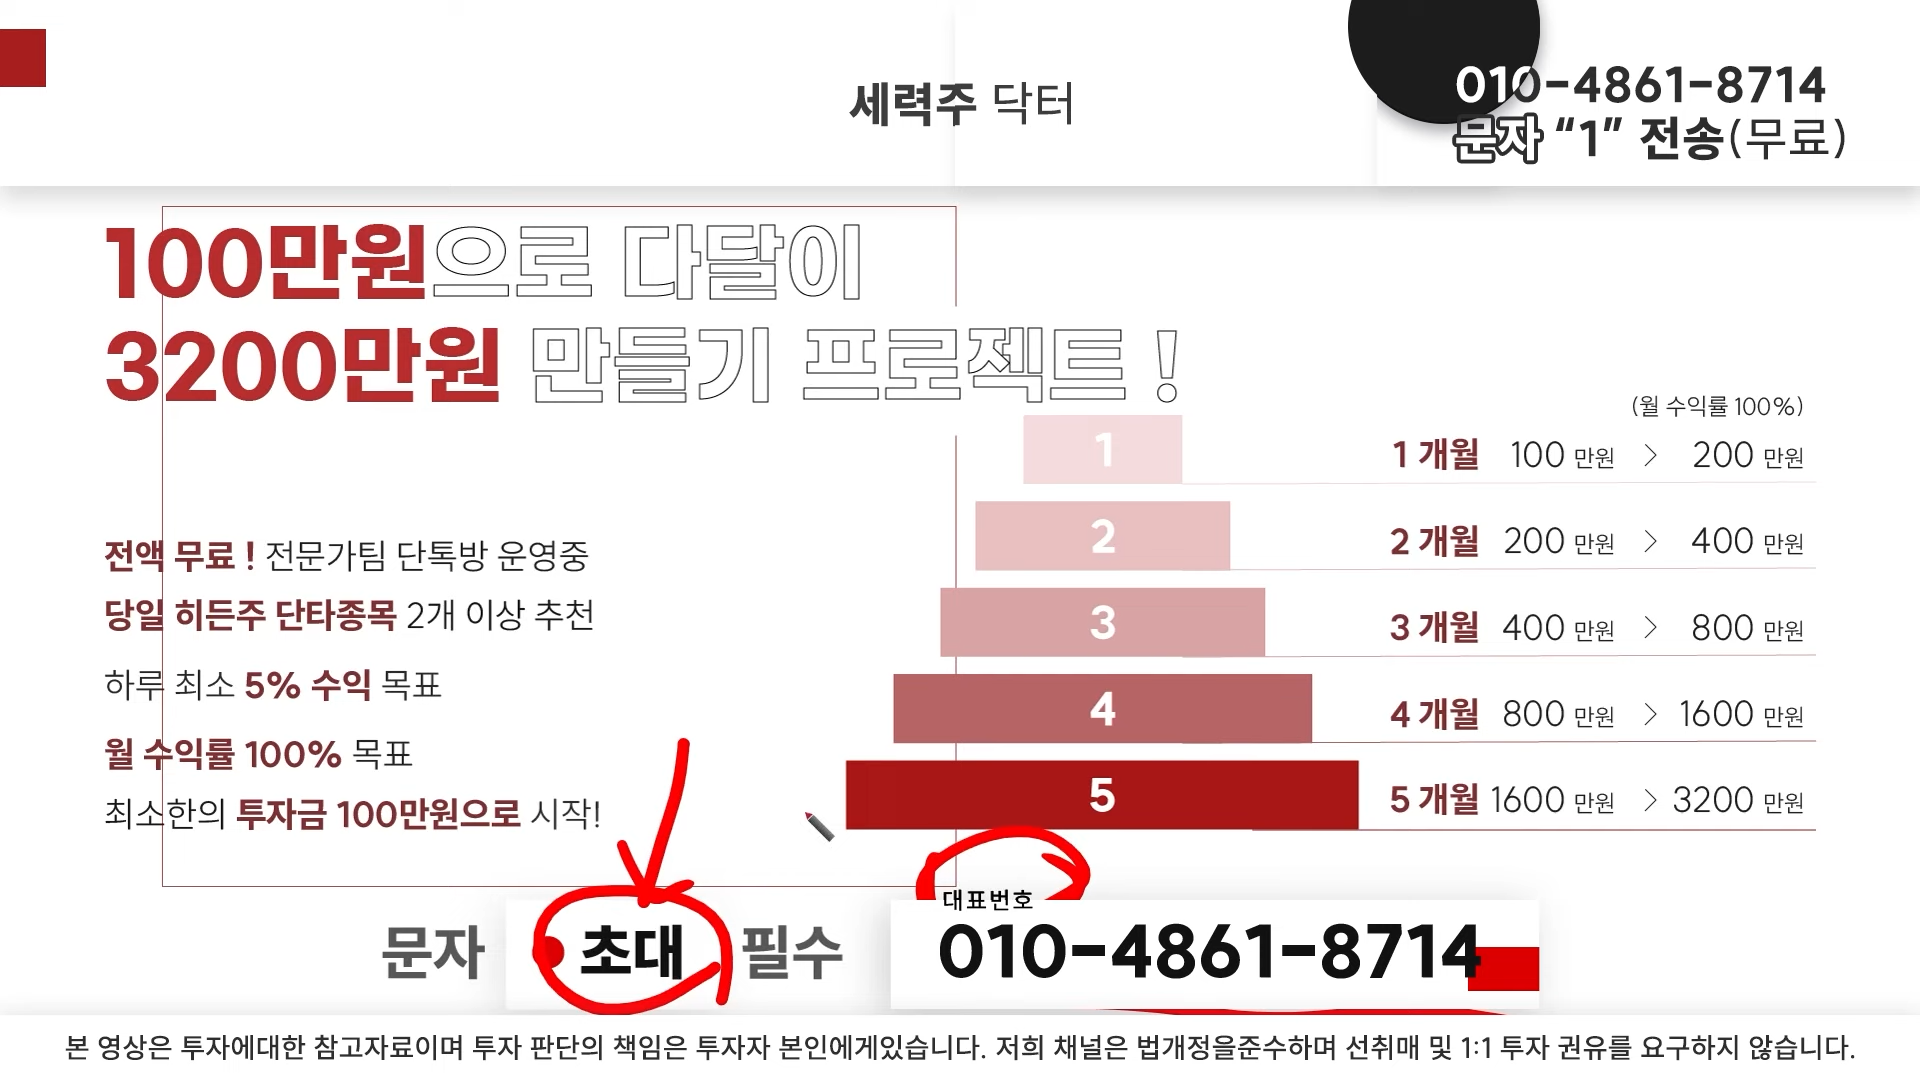 세력주 닥터
010-4861-8714
문자 “1” 전송(무료)
100만원으로 다달이
3200만원 만들기 프로젝트 !
전액 무료 ! 전문가팀 단톡방 운영중
당일 히든주 단타종목 2개 이상 추천
하루 최소 5% 수익 목표
월 수익률 100% 목표
최소한의 투자금 100만원으로 시작!
(월 수익률 100%)
1 1 개월 100 만원 > 200 만원
2 2 개월 200 만원 > 400 만원
3 3 개월 400 만원 > 800 만원
4 4 개월 800 만원 > 1600 만원
5 5 개월 1600 만원 > 3200 만원
대표번호
문자 초대 필수 010-4861-8714
본 영상은 투자에대한 참고자료이며 투자 판단의 책임은 투자자 본인에게있습니다. 저희 채널은 법개정을준수하며 선취매 및 1:1 투자 권유를 요구하지 않습니다.